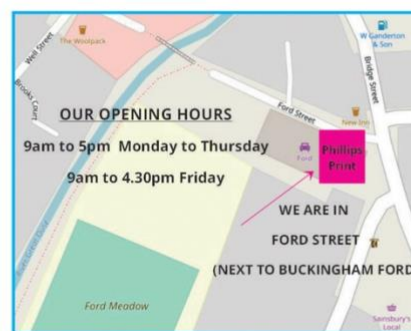 W Ganderton
& Son
The Woolpack
Well Street
Bridge Street
Brooks Court
Ford Street
New Inn
OUR OPENING HOURS
9am to 5pm Monday to Thursday
9am to 4.30pm Friday
Ford
Phillips
Print
WE ARE IN
FORD STREET
(NEXT TO BUCKINGHAM FORD
Ford Meadow
Sainsbury's
Local